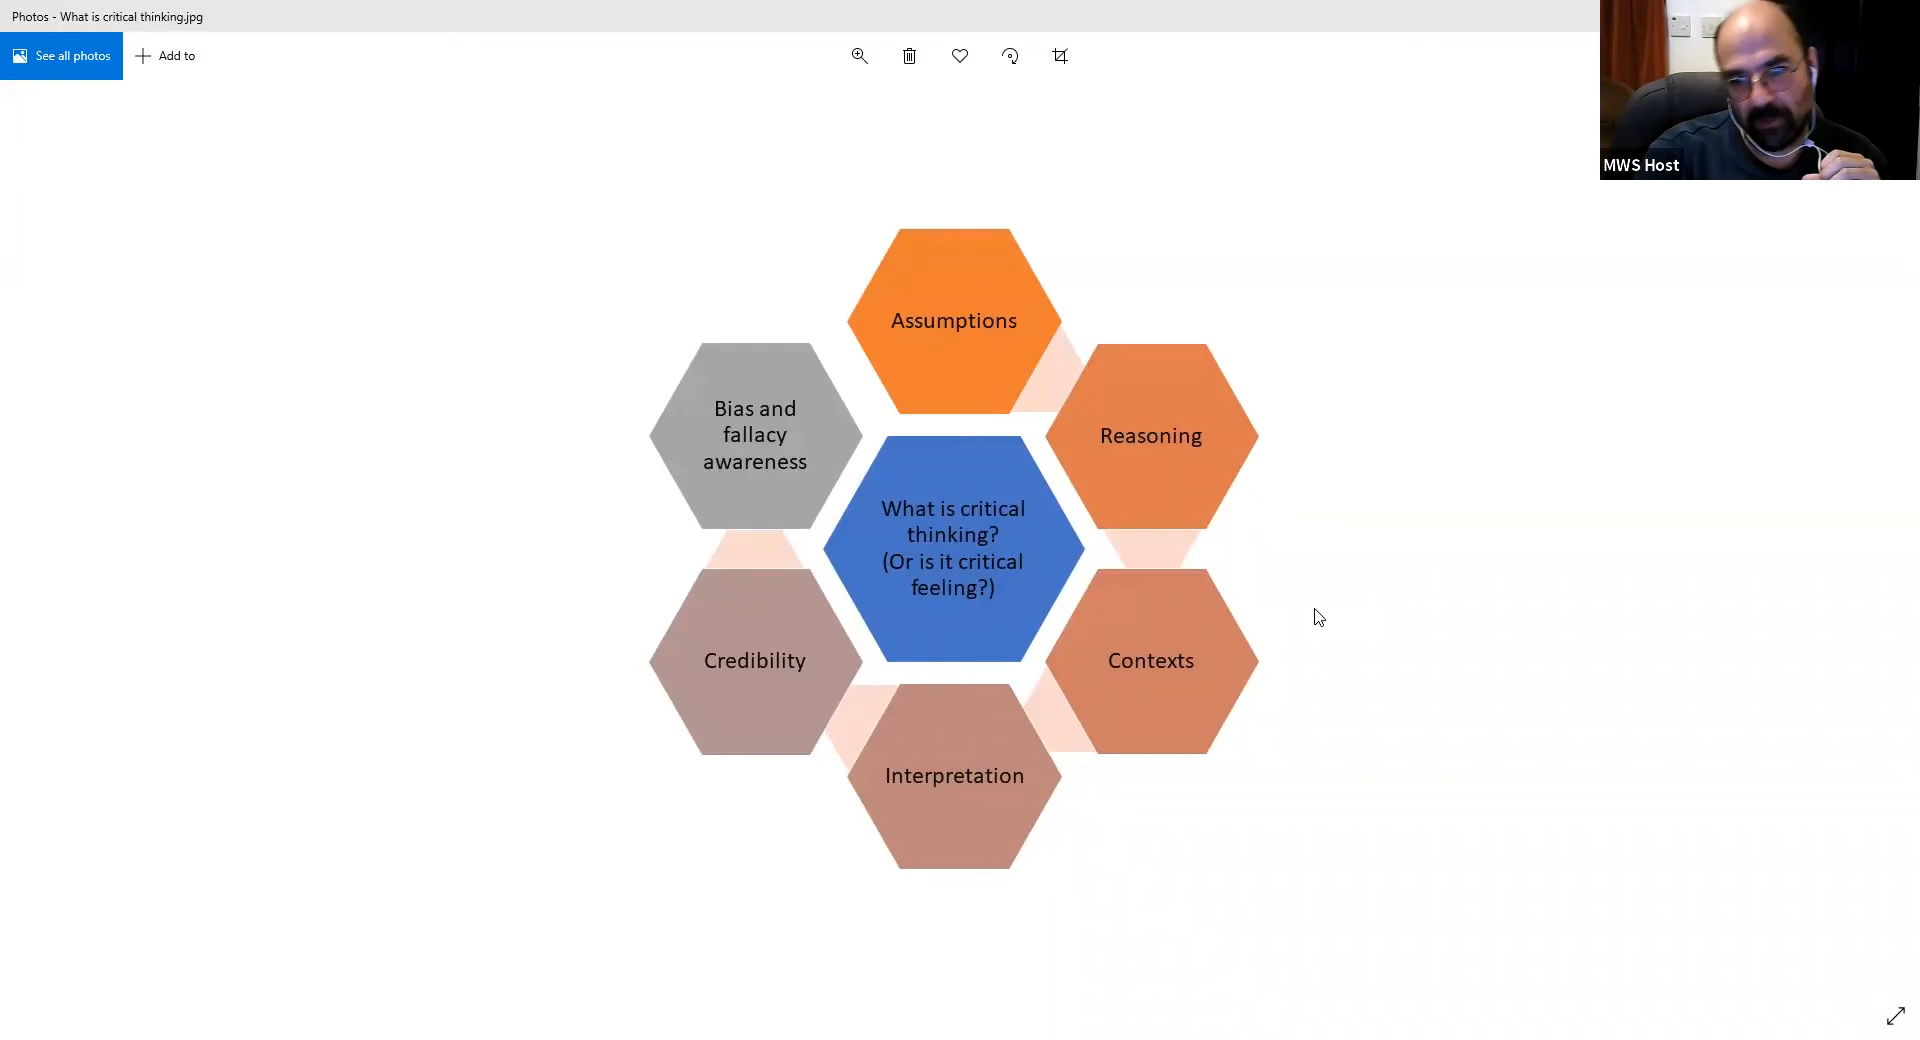 Photos - What is critical thinking.jpg
See all photos
Add to
MWS Host
Assumptions
Bias and
fallacy
awareness
Reasoning
What is critical
thinking?
(Or is it critical
feeling?)
Credibility
Contexts
Interpretation